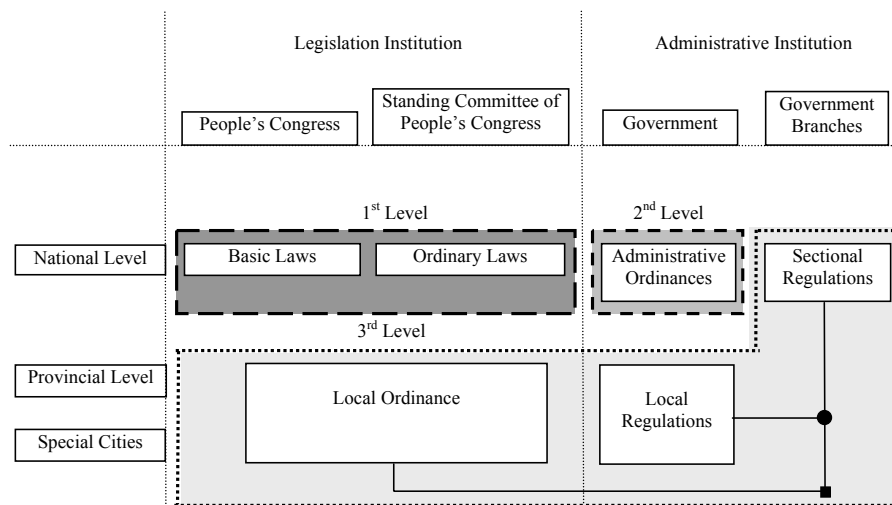 Legislation Institution
Administrative Institution
People's Congress
Standing Committee of
People's Congress
Government
Government
Branches
1st Level
2nd Level
National Level
Basic Laws
Ordinary Laws
Administrative
Ordinances
Sectional
Regulations
3rd Level
Provincial Level
Local Ordinance
Local
Regulations
Special Cities